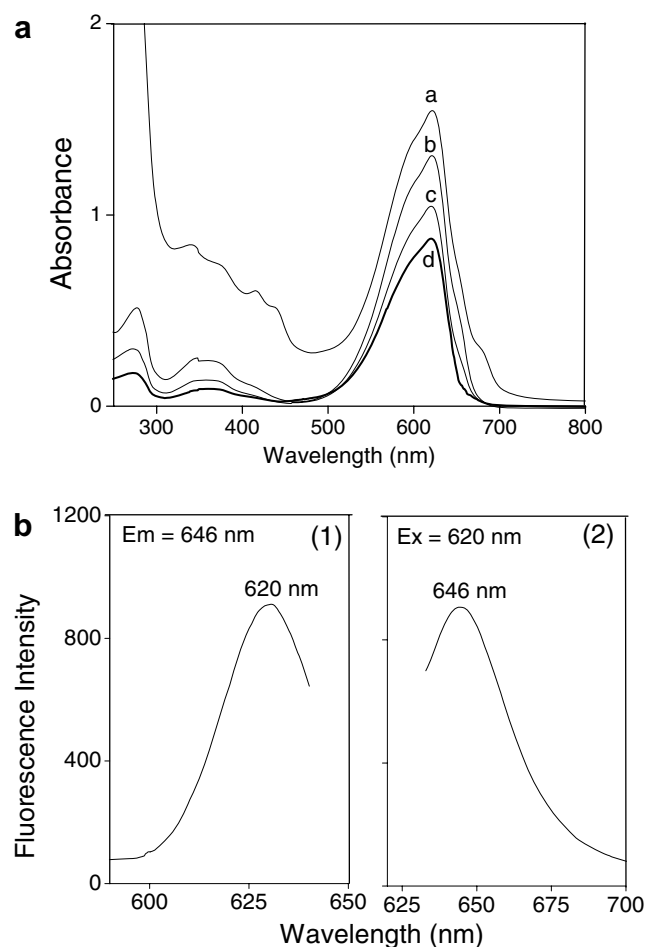 a
2
a
b
c
d
1
0
Absorbance
300 400 500 600 700 800
Wavelength (nm)
b
1200
800
400
0
Fluorescence Intensity
Em = 646 nm (1)
620 nm
600 625 650
Ex = 620 nm (2)
646 nm
625 650 675 700
Wavelength (nm)